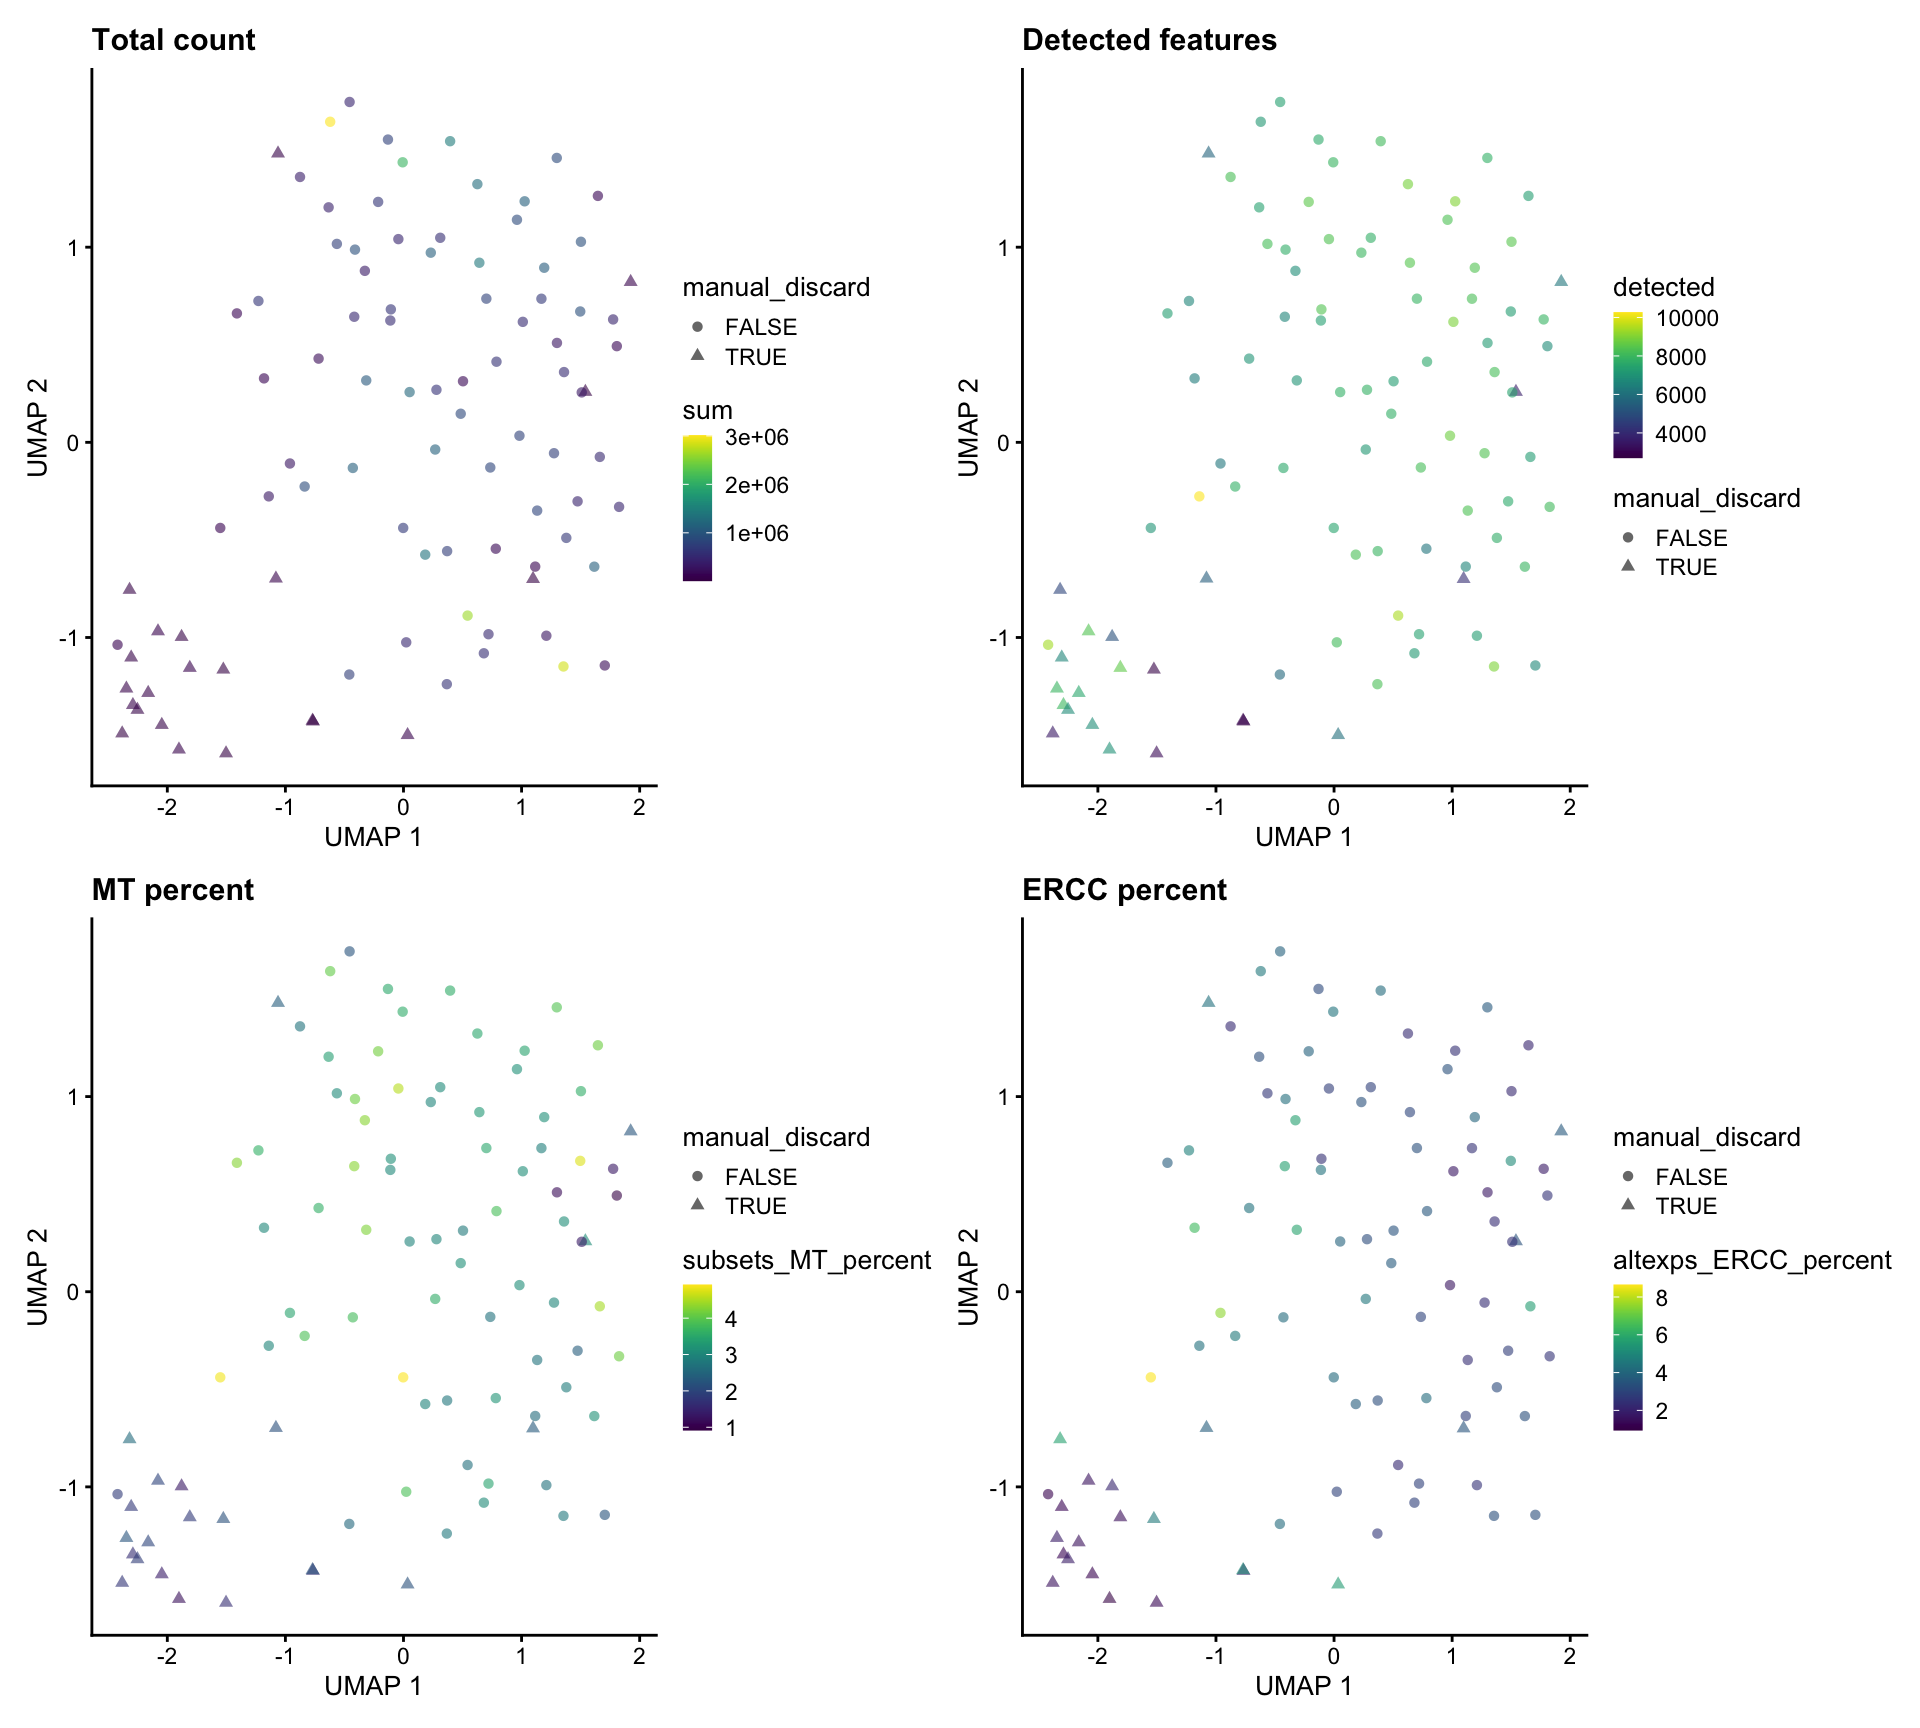 Total count
UMAP 2
1
0
-1
-2
-1
0
1
2
UMAP 1
manual_discard
FALSE
TRUE
sum
3e+06
2e+06
1e+06
Detected features
UMAP 2
1
0
-1
-2
-1
0
1
2
UMAP 1
detected
10000
8000
6000
4000
manual_discard
FALSE
TRUE
MT percent
UMAP 2
1
0
-1
-2
-1
0
1
2
UMAP 1
manual_discard
FALSE
TRUE
subsets_MT_percent
4
3
2
1
ERCC percent
UMAP 2
1
0
-1
-2
-1
0
1
2
UMAP 1
manual_discard
FALSE
TRUE
altexps_ERCC_percent
8
6
4
2